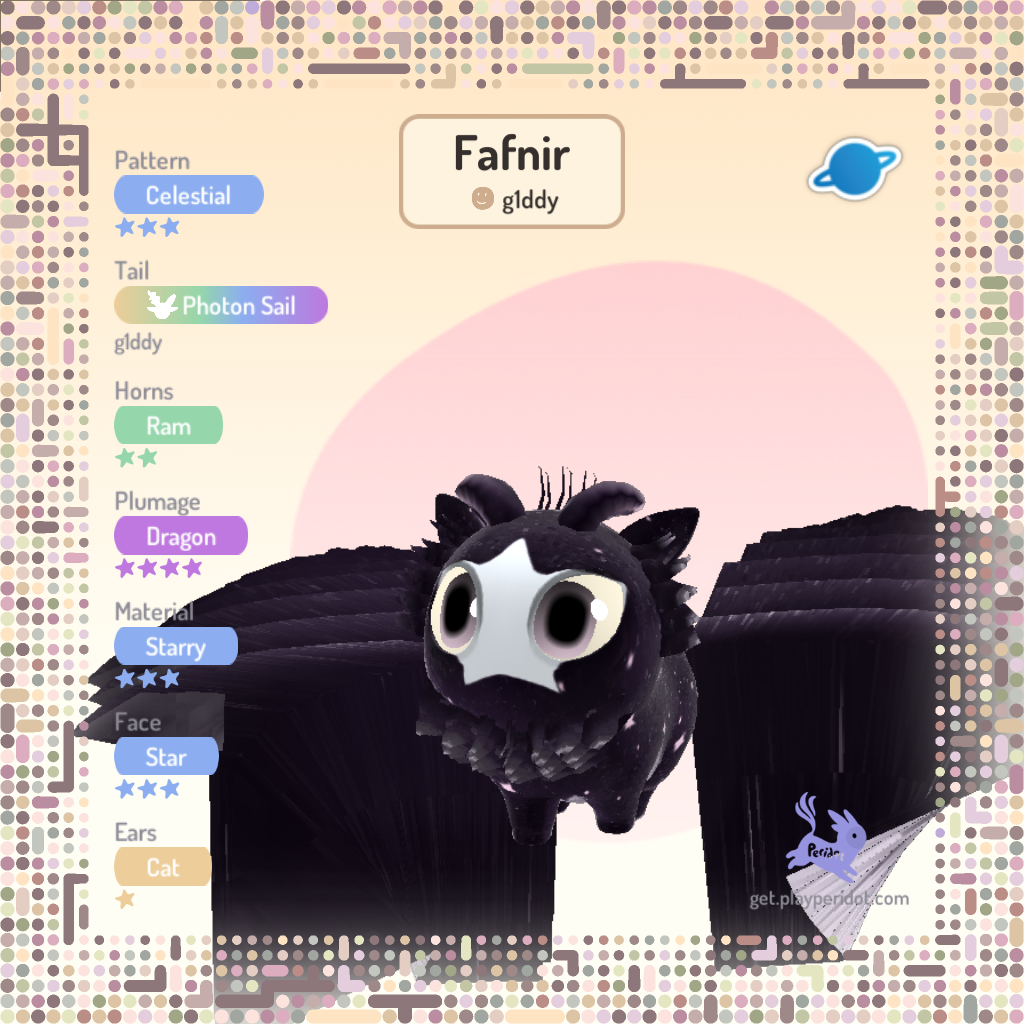 Fafnir
g1ddy
Pattern
Celestial
Tail
Photon Sail
g1ddy
Horns
Ram
Plumage
Dragon
Material
Starry
Face
Star
Ears
Cat
Peridot
get.playperidot.com